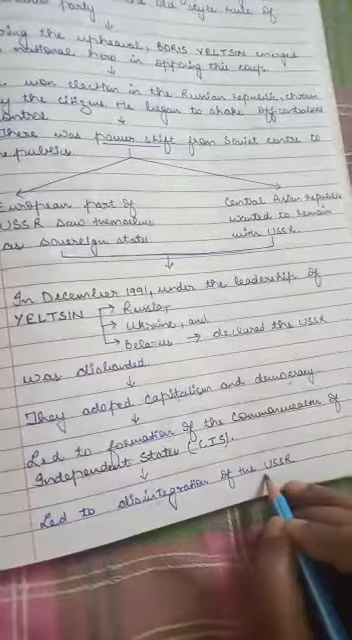 party style rule of
the upheaval, BORIS YELTSIN emerged
national hero in opposing this coup.
won election in the Russian republic, chosen
the citizens. He began to shake off centralised
control
There was power shift from Soviet centre to
republics
European part of
USSR saw themselves
as sovereign states
Central Asian republics
wanted to remain
with USSR.
In December 1991, under the leadership of
YELTSIN → Russia,
→ Ukraine, and
→ Belarus → declared the USSR
was disbanded.
They adoped capitalism and democracy.
Led to formation of the Commonwealth of
Independent States (CIS).
Led to disintegration of the USSR